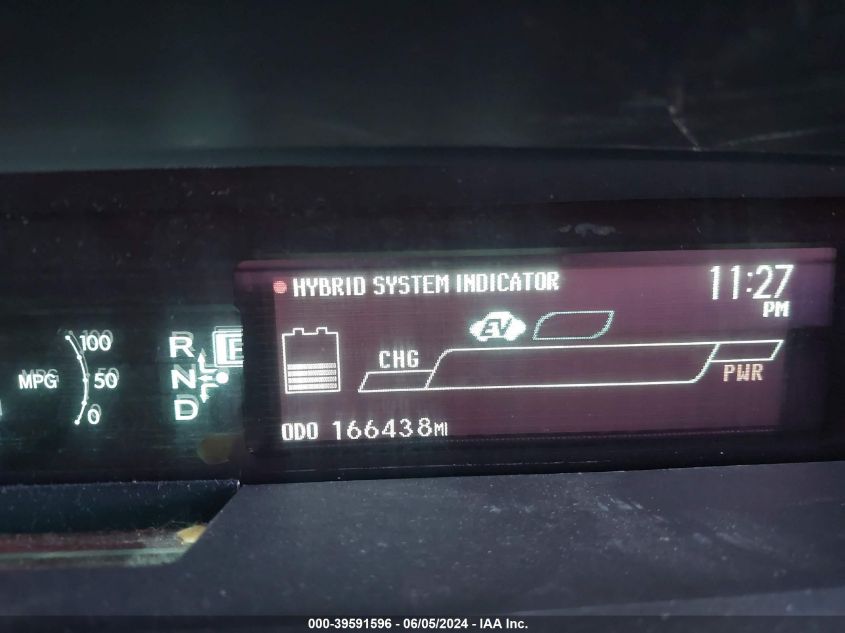 HYBRID SYSTEM INDICATOR
11:27
PM
EV
CHG
PWR
ODO 166438MI
100
MPG 50
0
R
N
D
P
000-39591596 - 06/05/2024 - IAA Inc.